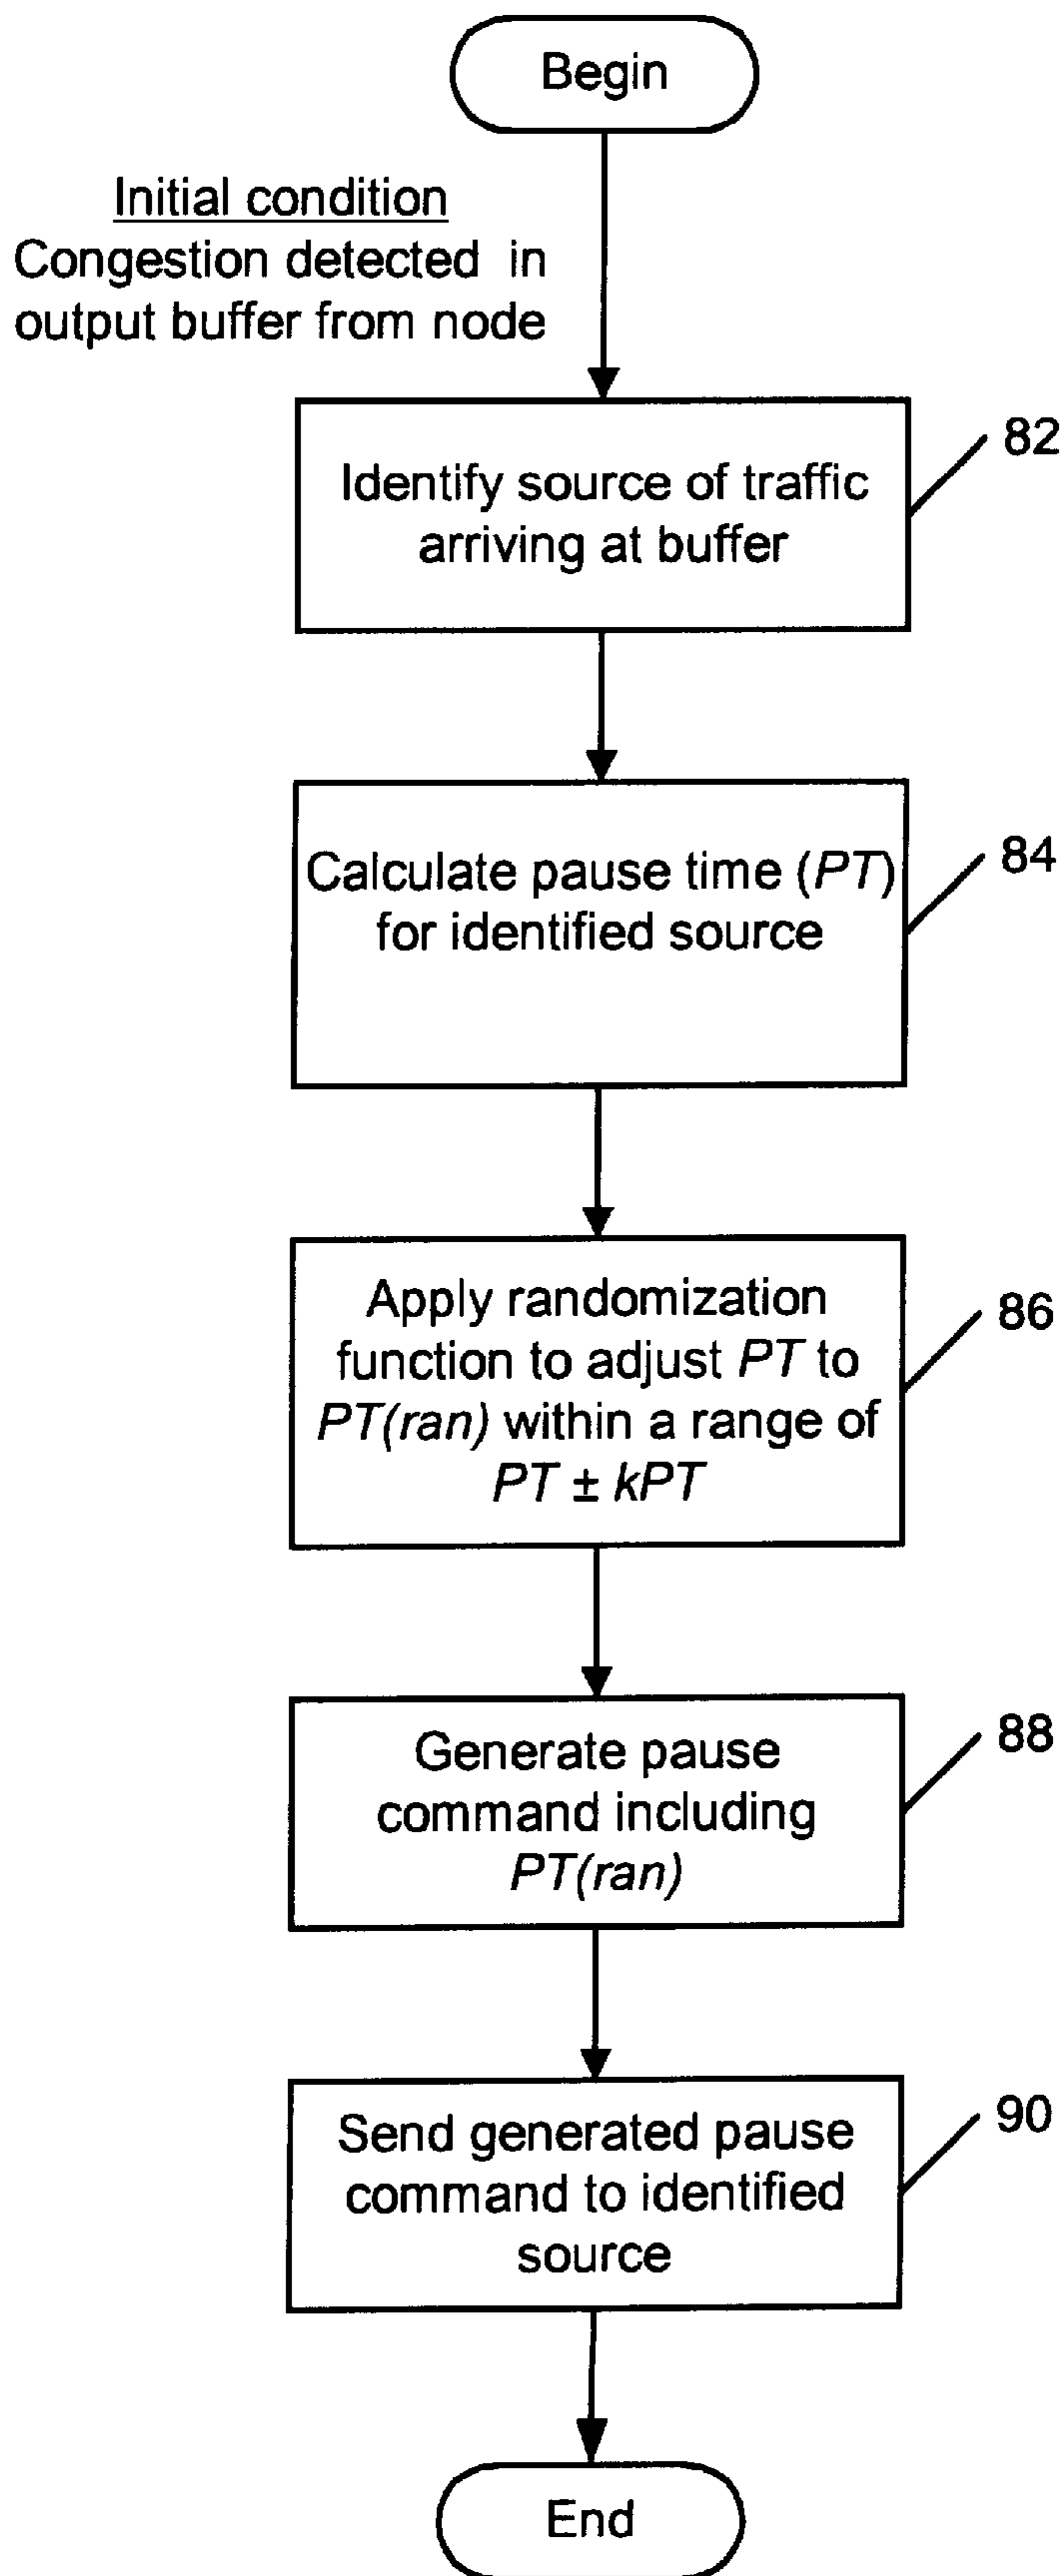 Begin
Initial condition
Congestion detected in
output buffer from node
Identify source of traffic
arriving at buffer
82
Calculate pause time (PT)
for identified source
84
Apply randomization
function to adjust PT to
PT(ran) within a range of
PT ± kPT
86
Generate pause
command including
PT(ran)
88
Send generated pause
command to identified
source
90
End